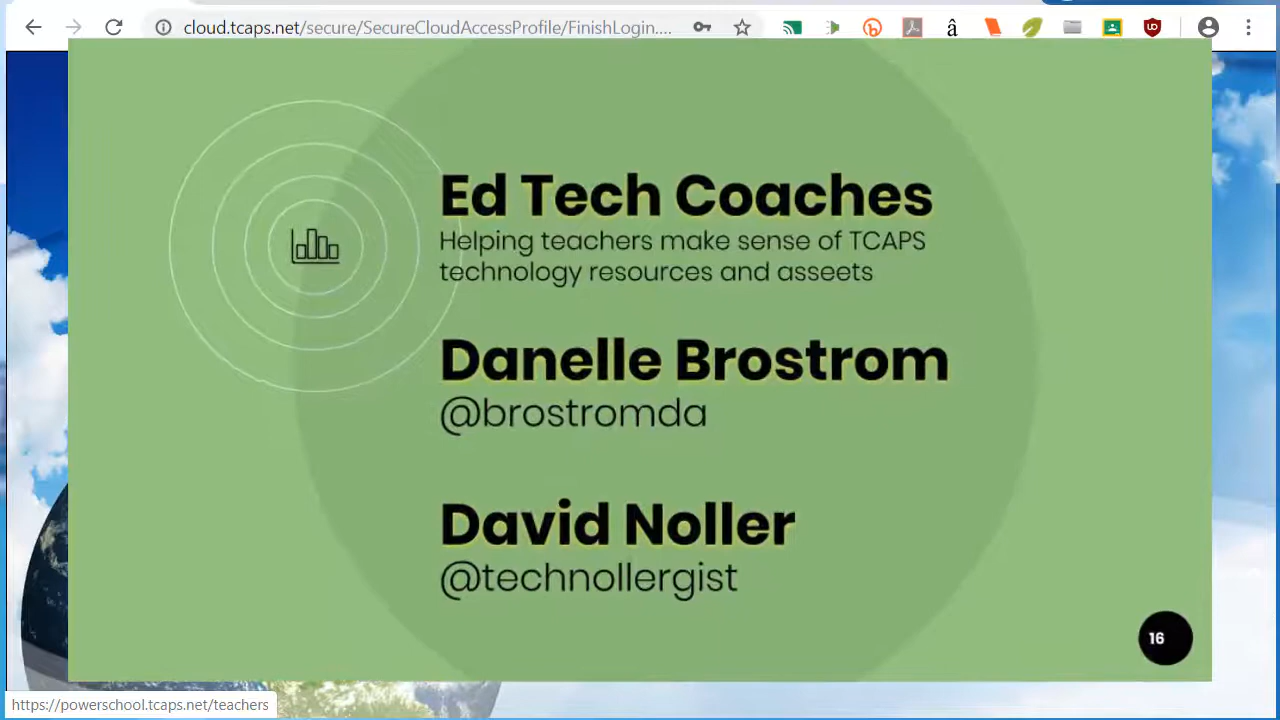 cloud.tcaps.net/secure/SecureCloudAccessProfile/FinishLogin....
Ed Tech Coaches
Helping teachers make sense of TCAPS
technology resources and asseets
Danelle Brostrom
@brostromda
David Noller
@technollergist
16
https://powerschool.tcaps.net/teachers